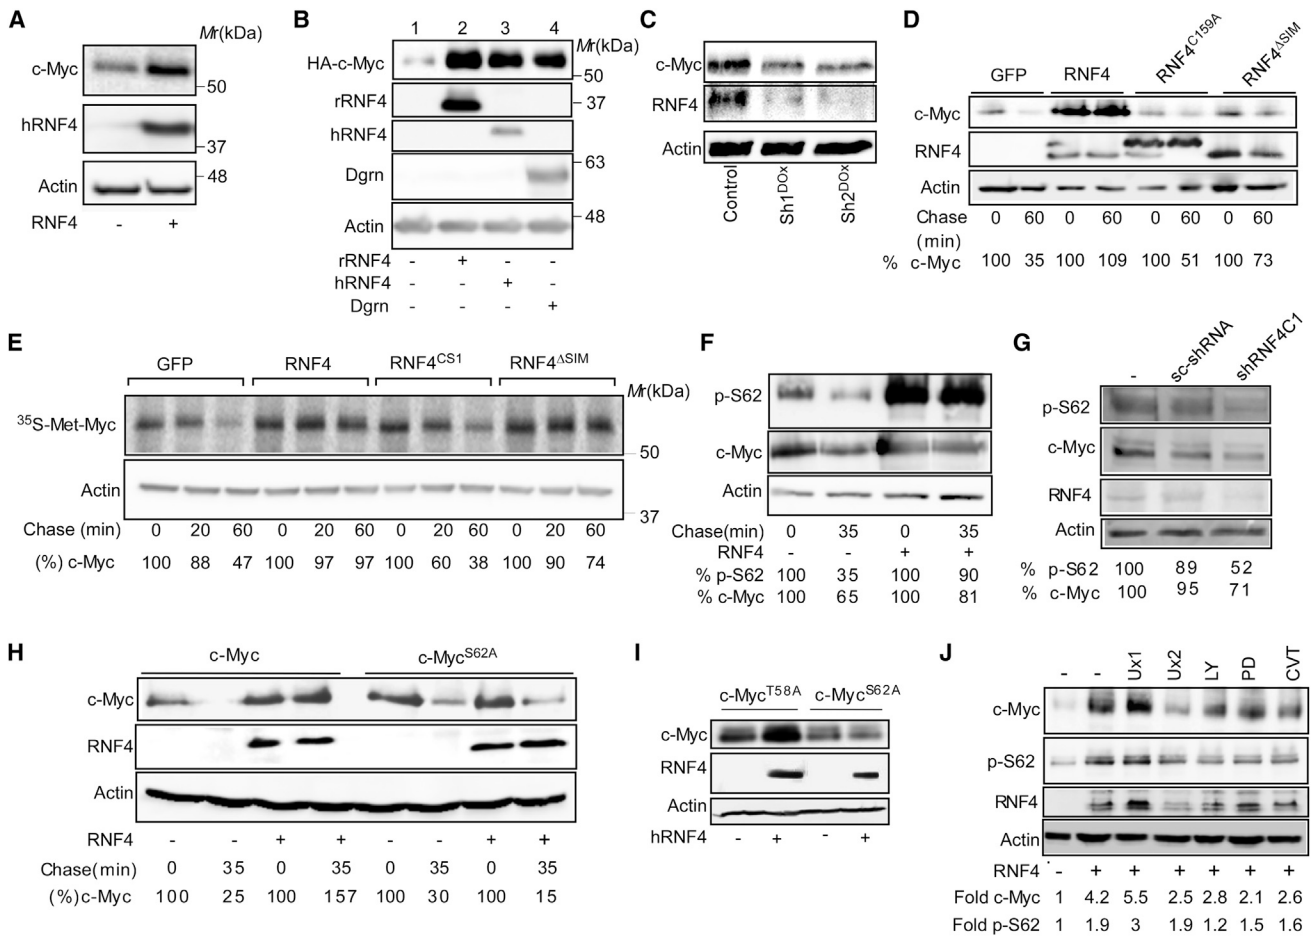 A
Mr(kDa)
c-Myc
50
hRNF4
37
Actin
48
RNF4 - +
B
1 2 3 4
Mr(kDa)
HA-c-Myc
50
rRNF4
37
hRNF4
Dgrn
63
Actin
48
rRNF4 - + - -
hRNF4 - - + -
Dgrn - - - +
C
c-Myc
RNF4
Actin
Control Sh1DOx Sh2DOx
D
GFP RNF4 RNF4C159A RNF4ΔSIM
c-Myc
RNF4
Actin
Chase 0 60 0 60 0 60 0 60
(min)
% c-Myc 100 35 100 109 100 51 100 73
E
GFP RNF4 RNF4CS1 RNF4ΔSIM
Mr(kDa)
35S-Met-Myc
50
Actin
37
Chase (min) 0 20 60 0 20 60 0 20 60 0 20 60
(%) c-Myc 100 88 47 100 97 97 100 60 38 100 90 74
F
p-S62
c-Myc
Actin
Chase(min) 0 35 0 35
RNF4 - - + +
% p-S62 100 35 100 90
% c-Myc 100 65 100 81
G
- sc-shRNA shRNF4C1
p-S62
c-Myc
RNF4
Actin
% p-S62 100 89 52
% c-Myc 100 95 71
H
c-Myc c-MycS62A
c-Myc
RNF4
Actin
RNF4 - - + + - - + +
Chase(min) 0 35 0 35 0 35 0 35
(%)c-Myc 100 25 100 157 100 30 100 15
I
c-MycT58A c-MycS62A
c-Myc
RNF4
Actin
hRNF4 - + - +
J
- - Ux1 Ux2 LY PD CVT
c-Myc
p-S62
RNF4
Actin
RNF4 - + + + + + +
Fold c-Myc 1 4.2 5.5 2.5 2.8 2.1 2.6
Fold p-S62 1 1.9 3 1.9 1.2 1.5 1.6